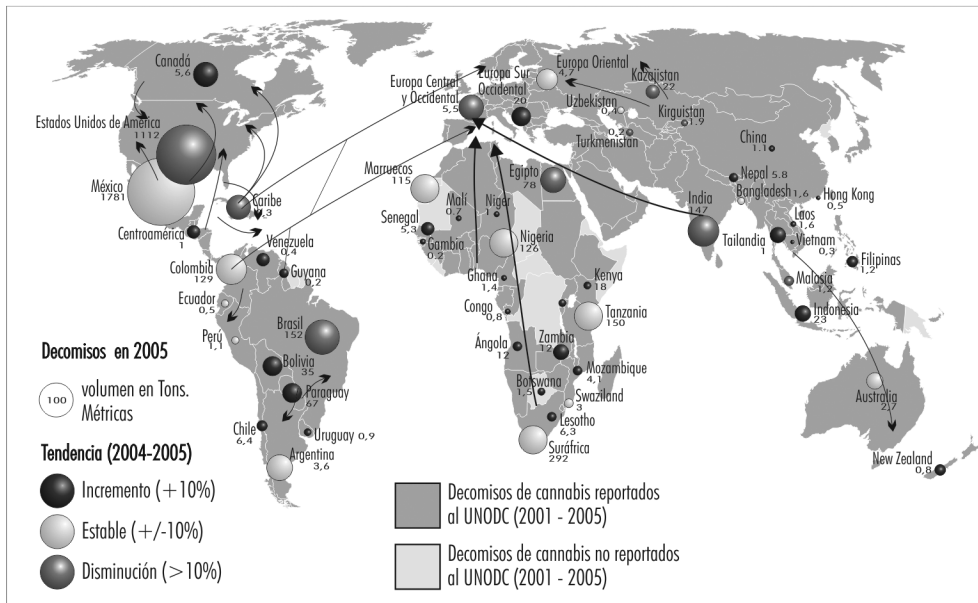 Canadá
5,6
Estados Unidos de América
1112
México
1781
Centroamérica
1
Caribe
Venezuela
0,4
Colombia
129
Guyana
0,2
Ecuador
0,5
Perú
1,1
Brasil
152
Bolivia
35
Paraguay
67
Chile
6,4
Uruguay 0,9
Argentina
3,6
Europa Central
y Occidental
5,5
Europa Sur
Occidental
20
Europa Oriental
4,7
Kazajistan
22
Uzbekistan
0,4
Kirguistan
1.9
Turkmenistán
0,2
China
1.1
Nepal 5.8
Bangladesh 1,6
Hong Kong
0,5
India
147
Laos
1,6
Tailandia
1
Vietnam
0,3
Filipinas
1,2
Malasia
1,2
Indonesia
23
Marruecos
115
Egipto
78
Malí
0.7
Niger
1
Senegal
5,3
Gambia
0.2
Nigeria
126
Ghana
1,4
Kenya
18
Congo
0,8
Tanzania
150
Ángola
12
Zambia
12
Mozambique
4,1
Botswana
1,5
Swaziland
3
Lesotho
6,3
Suráfrica
292
Australia
2,7
New Zealand
0,8
Decomisos en 2005
100
volumen en Tons.
Métricas
Tendencia (2004-2005)
Incremento (+10%)
Estable (+/-10%)
Disminución (>10%)
Decomisos de cannabis reportados
al UNODC (2001 - 2005)
Decomisos de cannabis no reportados
al UNODC (2001 - 2005)